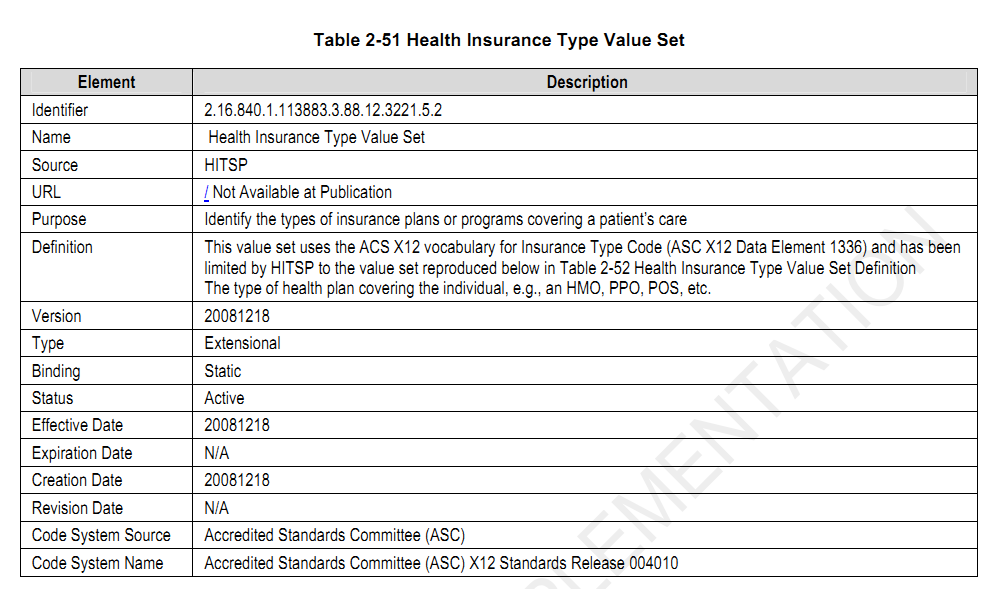 Table 2-51 Health Insurance Type Value Set
Element Description
Identifier 2.16.840.1.113883.3.88.12.3221.5.2
Name Health Insurance Type Value Set
Source HITSP
URL / Not Available at Publication
Purpose Identify the types of insurance plans or programs covering a patient's care
Definition This value set uses the ACS X12 vocabulary for Insurance Type Code (ASC X12 Data Element 1336) and has been
limited by HITSP to the value set reproduced below in Table 2-52 Health Insurance Type Value Set Definition
The type of health plan covering the individual, e.g., an HMO, PPO, POS, etc.
Version 20081218
Type Extensional
Binding Static
Status Active
Effective Date 20081218
Expiration Date N/A
Creation Date 20081218
Revision Date N/A
Code System Source Accredited Standards Committee (ASC)
Code System Name Accredited Standards Committee (ASC) X12 Standards Release 004010